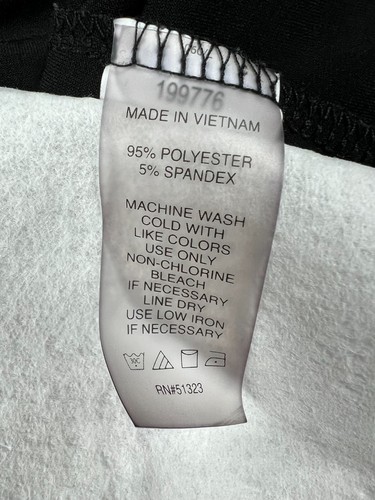 199776
MADE IN VIETNAM
95% POLYESTER
5% SPANDEX
MACHINE WASH
COLD WITH
LIKE COLORS
USE ONLY
NON-CHLORINE
BLEACH
IF NECESSARY
LINE DRY
USE LOW IRON
IF NECESSARY
30C
RN#51323